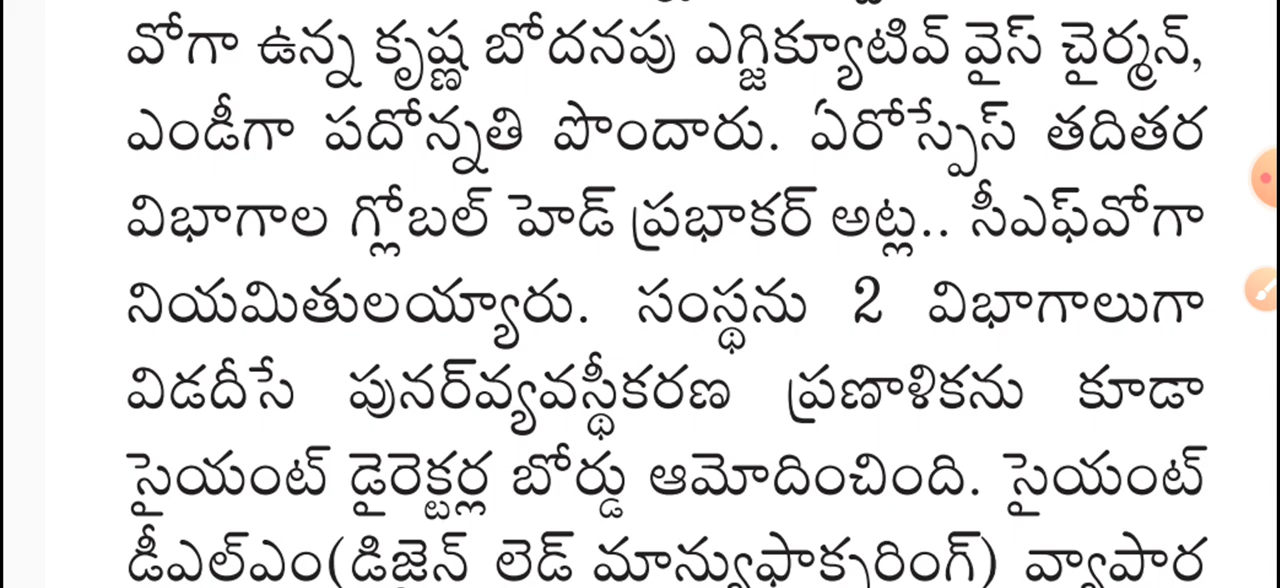 వోగా ఉన్న కృష్ణ బోదనపు ఎగ్జిక్యూటివ్ వైస్ చైర్మన్,
ఎండీగా పదోన్నతి పొందారు. ఏరోస్పేస్ తదితర
విభాగాల గ్లోబల్ హెడ్ ప్రభాకర్ అట్ల.. సీఎఫ్‌వోగా
నియమితులయ్యారు. సంస్థను 2 విభాగాలుగా
విడదీసే పునర్‌వ్యవస్థీకరణ ప్రణాళికను కూడా
సైయంట్ డైరెక్టర్ల బోర్డు ఆమోదించింది. సైయంట్
డీఎల్ఎం(డిజైన్ లెడ్ మాన్యుఫాక్చరింగ్) వ్యాపార